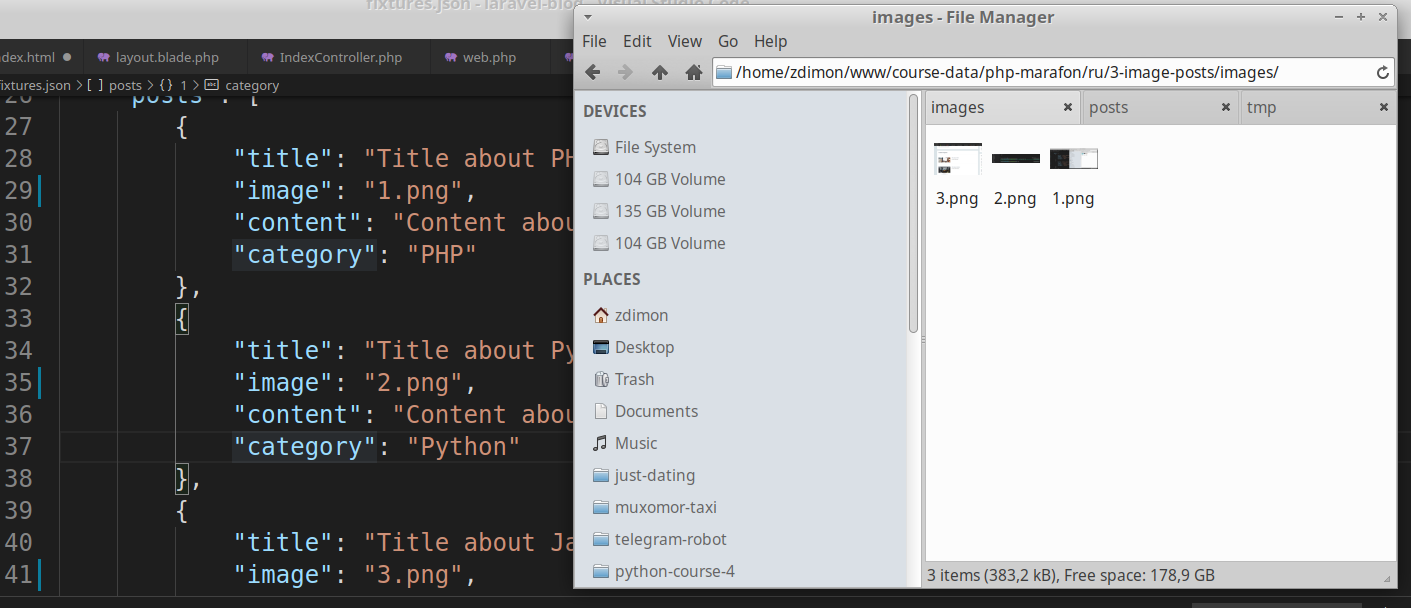 fixtures.json - laravel-blog - Visual Studio Code
dex.html
layout.blade.php
IndexController.php
web.php
fixtures.json > [ ] posts > {} 1 > abc category
26 "posts": [
27 {
28 "title": "Title about PH
29 "image": "1.png",
30 "content": "Content abou
31 "category": "PHP"
32 },
33 {
34 "title": "Title about Py
35 "image": "2.png",
36 "content": "Content abou
37 "category": "Python"
38 },
39 {
40 "title": "Title about Ja
41 "image": "3.png",
images - File Manager
File Edit View Go Help
/home/zdimon/www/course-data/php-marafon/ru/3-image-posts/images/
DEVICES
File System
104 GB Volume
135 GB Volume
104 GB Volume
PLACES
zdimon
Desktop
Trash
Documents
Music
just-dating
muxomor-taxi
telegram-robot
python-course-4
images
posts
tmp
3.png 2.png 1.png
3 items (383,2 kB), Free space: 178,9 GB